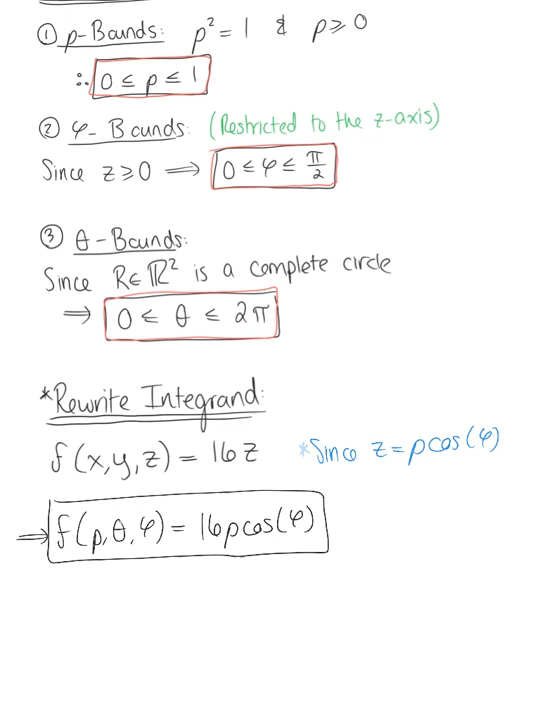 ① ρ-Bounds: ρ² = 1 & ρ ≥ 0
∴ 0 ≤ ρ ≤ 1
② φ- Bounds: (Restricted to the z-axis)
Since z ≥ 0 ⟹ 0 ≤ φ ≤ π/2
③ θ-Bounds:
Since R ∈ ℝ² is a complete circle
⟹ 0 ≤ θ ≤ 2π
*Rewrite Integrand:
f(x,y,z) = 16z *Since z = ρcos(φ)
⟹ f(ρ,θ,φ) = 16ρcos(φ)